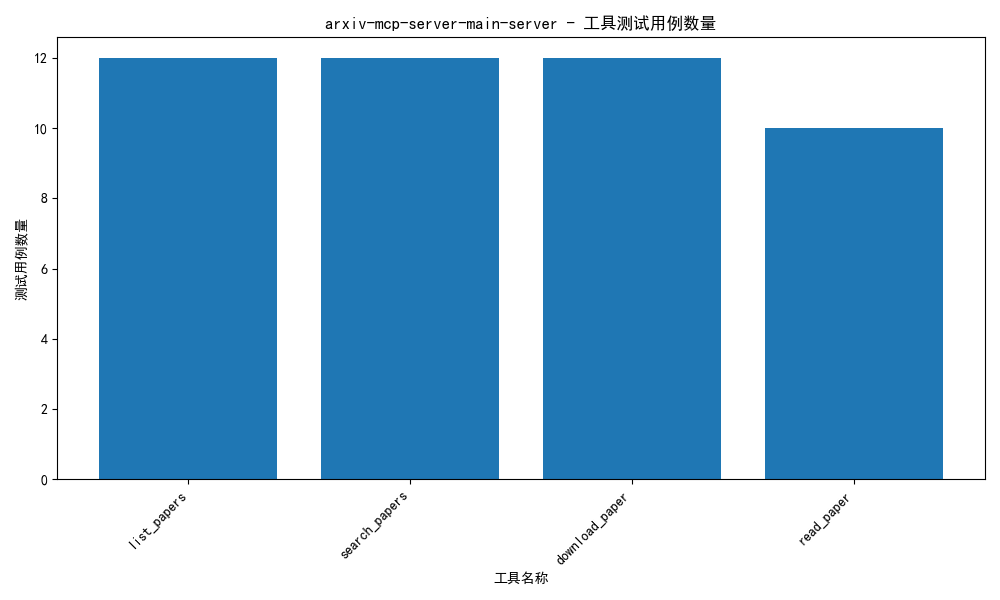 arxiv-mcp-server-main-server - 工具测试用例数量
测试用例数量
12
10
8
6
4
2
0
list_papers
search_papers
download_paper
read_paper
工具名称